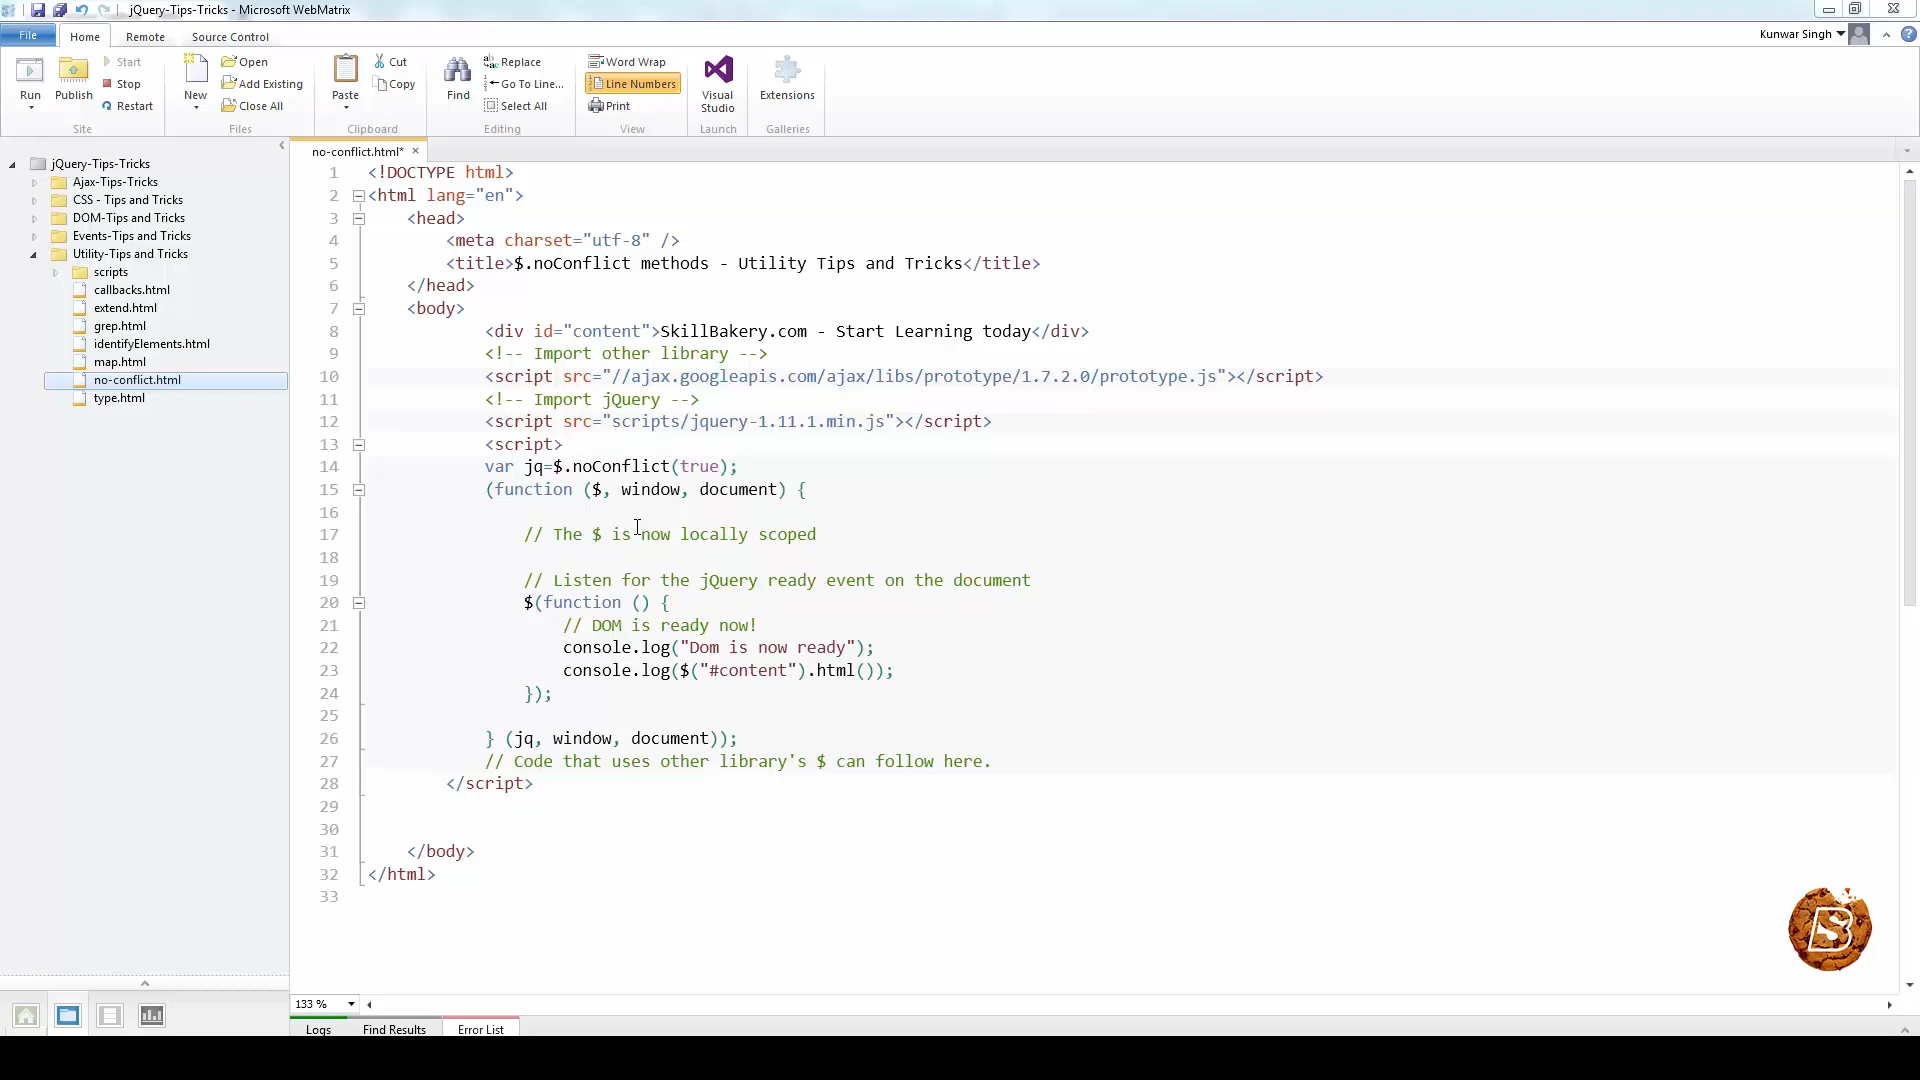 jQuery-Tips-Tricks - Microsoft WebMatrix
File Home Remote Source Control
Kunwar Singh
Run
Publish
Start
Stop
Restart
Site
New
Open
Add Existing
Close All
Files
Paste
Cut
Copy
Clipboard
Find
Replace
Go To Line...
Select All
Editing
Word Wrap
Line Numbers
Print
View
Visual
Studio
Launch
Extensions
Galleries
jQuery-Tips-Tricks
Ajax-Tips-Tricks
CSS - Tips and Tricks
DOM-Tips and Tricks
Events-Tips and Tricks
Utility-Tips and Tricks
scripts
callbacks.html
extend.html
grep.html
identifyElements.html
map.html
no-conflict.html
type.html
no-conflict.html* ×
1 <!DOCTYPE html>
2 <html lang="en">
3 <head>
4 <meta charset="utf-8" />
5 <title>$.noConflict methods - Utility Tips and Tricks</title>
6 </head>
7 <body>
8 <div id="content">SkillBakery.com - Start Learning today</div>
9 <!-- Import other library -->
10 <script src="//ajax.googleapis.com/ajax/libs/prototype/1.7.2.0/prototype.js"></script>
11 <!-- Import jQuery -->
12 <script src="scripts/jquery-1.11.1.min.js"></script>
13 <script>
14 var jq=$.noConflict(true);
15 (function ($, window, document) {
16
17 // The $ is now locally scoped
18
19 // Listen for the jQuery ready event on the document
20 $(function () {
21 // DOM is ready now!
22 console.log("Dom is now ready");
23 console.log($("#content").html());
24 });
25
26 } (jq, window, document));
27 // Code that uses other library's $ can follow here.
28 </script>
29
30
31 </body>
32 </html>
33
133 %
Logs Find Results Error List